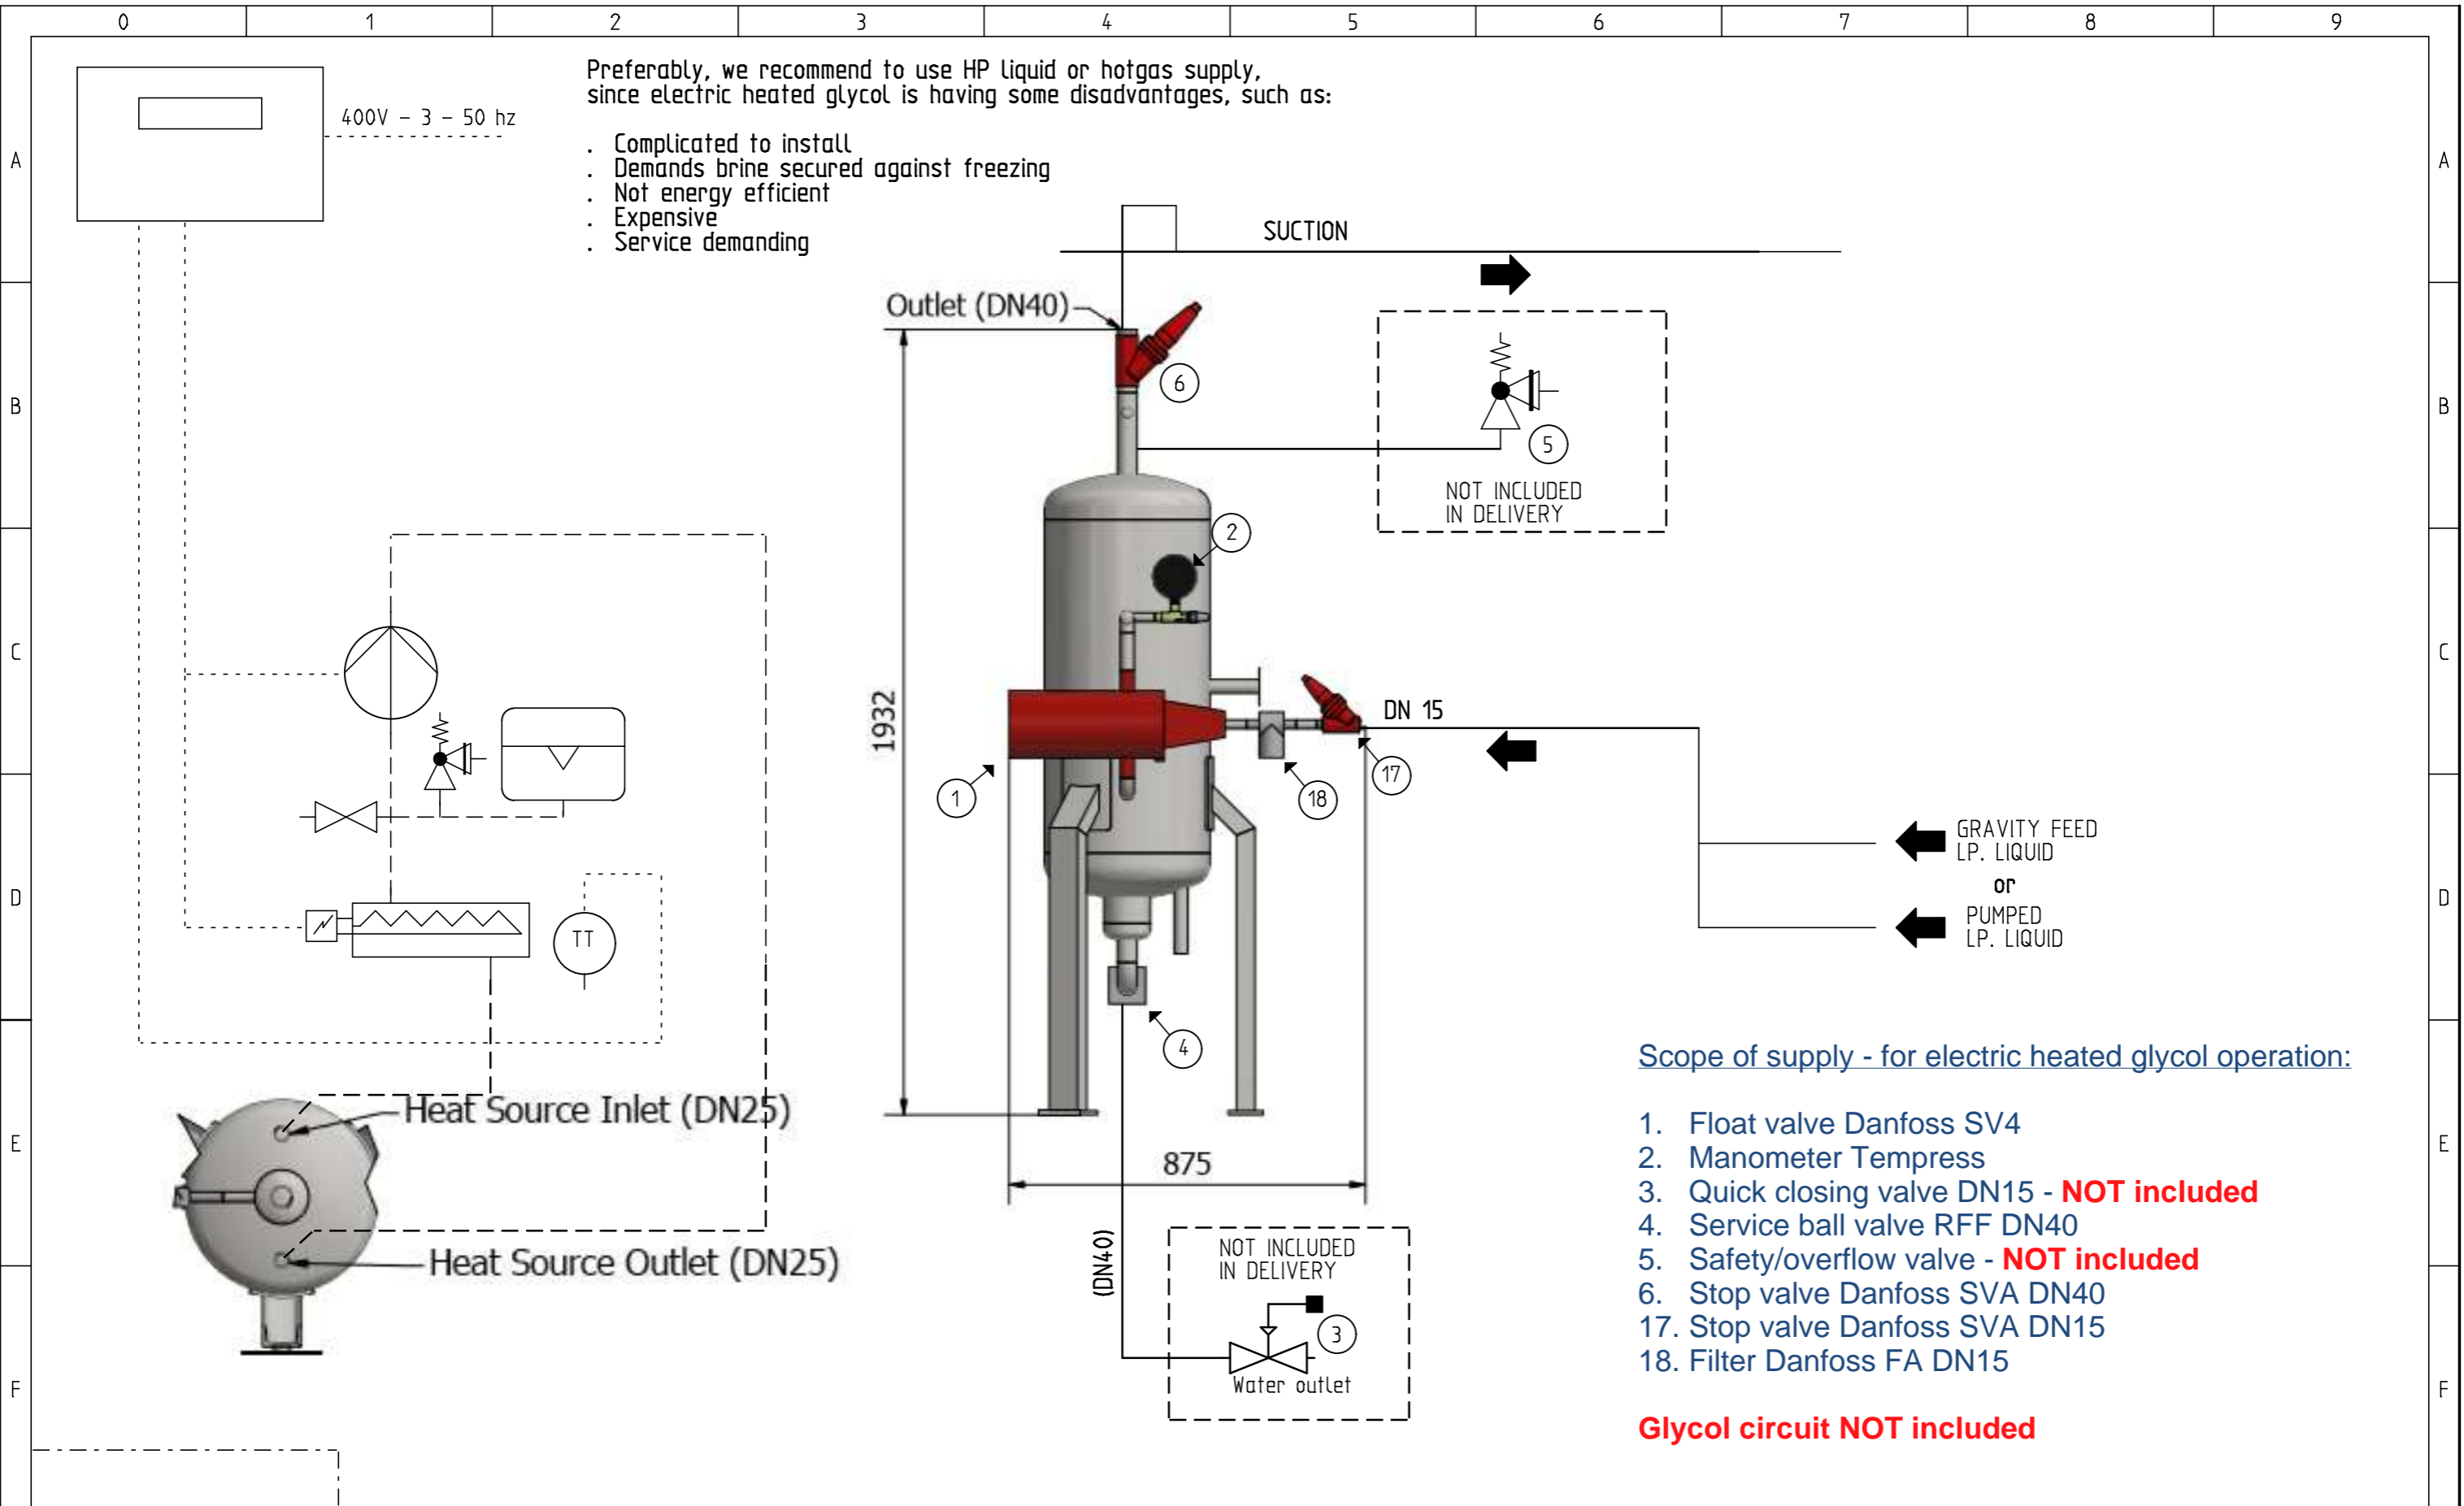 0 1 2 3 4 5 6 7 8 9
Preferably, we recommend to use HP liquid or hotgas supply,
since electric heated glycol is having some disadvantages, such as:
. Complicated to install
. Demands brine secured against freezing
. Not energy efficient
. Expensive
. Service demanding
400V - 3 - 50 hz
A
A
SUCTION
Outlet (DN40)
6
B
B
5
NOT INCLUDED
IN DELIVERY
2
C
C
1932
DN 15
1
18
17
GRAVITY FEED
LP. LIQUID
or
PUMPED
LP. LIQUID
D
D
TT
4
Heat Source Inlet (DN25)
E
E
875
Heat Source Outlet (DN25)
(DN40)
NOT INCLUDED
IN DELIVERY
3
Water outlet
Scope of supply - for electric heated glycol operation:
1. Float valve Danfoss SV4
2. Manometer Tempress
3. Quick closing valve DN15 - NOT included
4. Service ball valve RFF DN40
5. Safety/overflow valve - NOT included
6. Stop valve Danfoss SVA DN40
17. Stop valve Danfoss SVA DN15
18. Filter Danfoss FA DN15
Glycol circuit NOT included
F
F